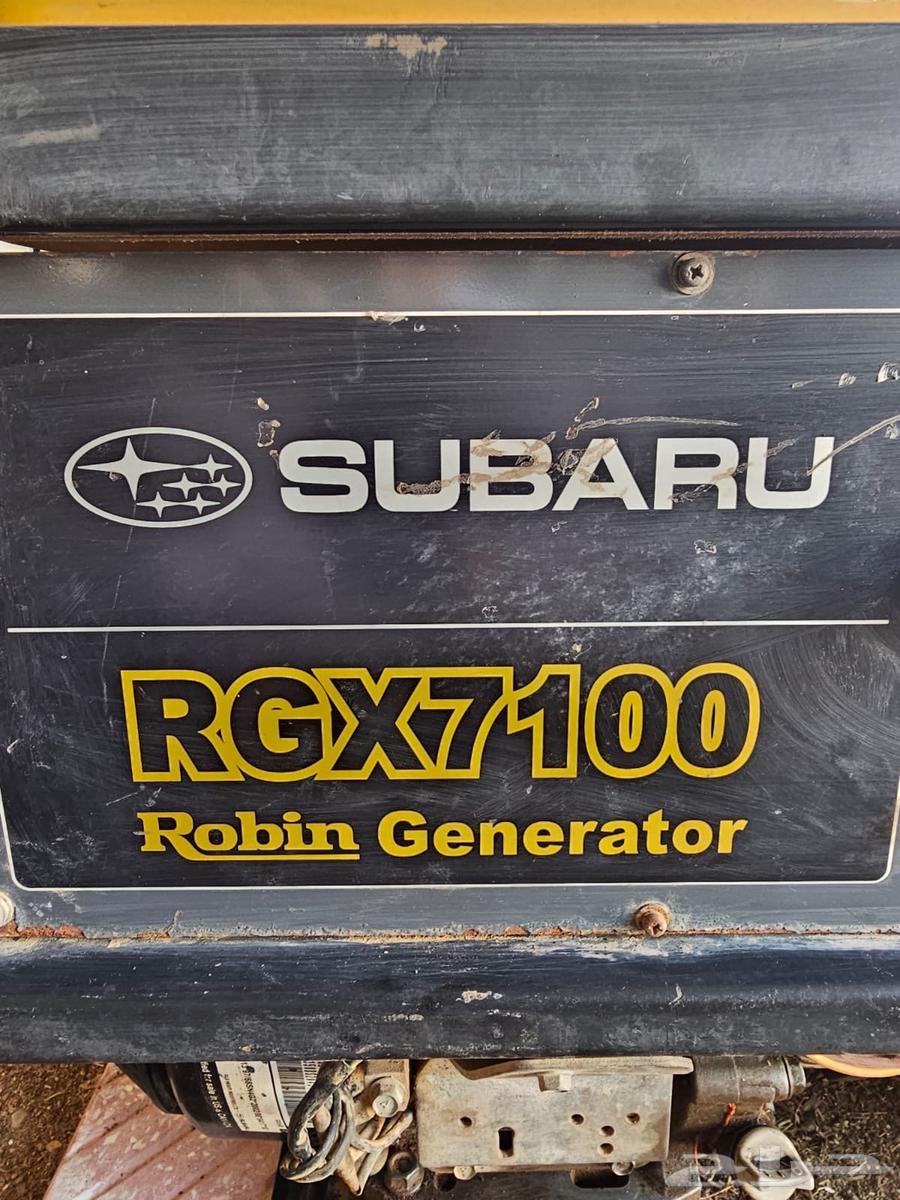 SUBARU
RGX7100
Robin Generator